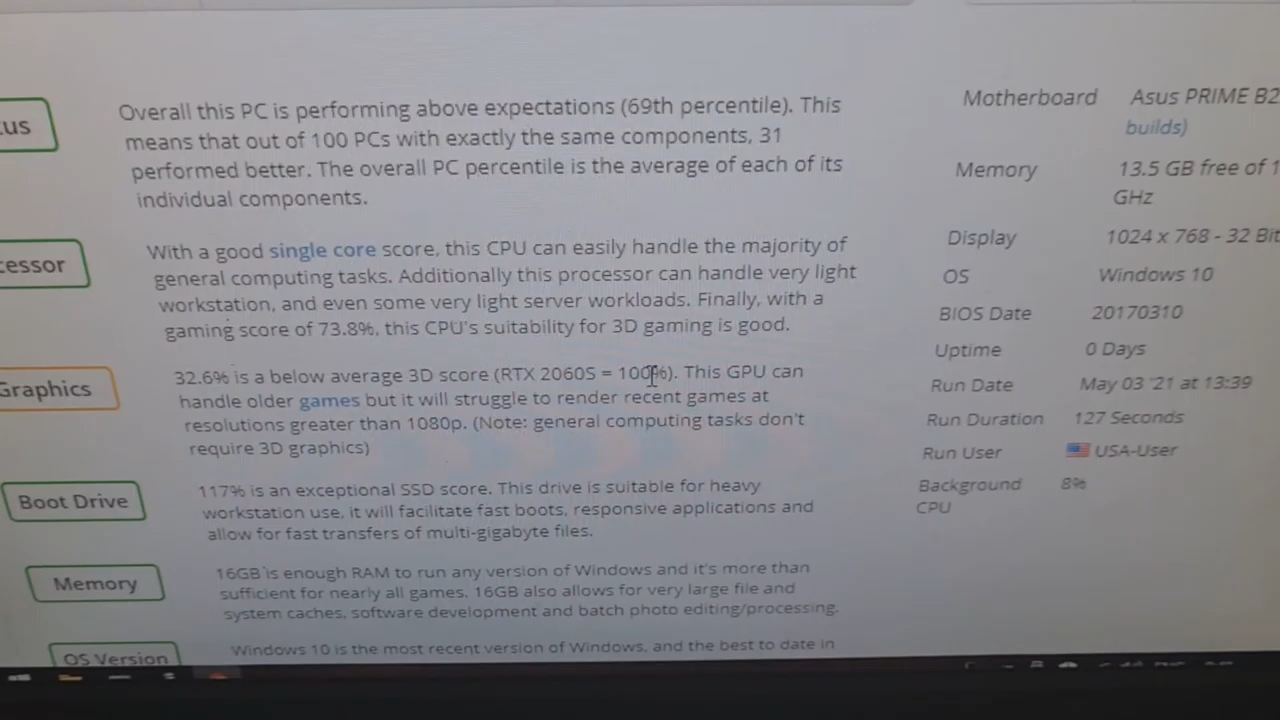 Overall this PC is performing above expectations (69th percentile). This
means that out of 100 PCs with exactly the same components, 31
performed better. The overall PC percentile is the average of each of its
individual components.
With a good single core score, this CPU can easily handle the majority of
general computing tasks. Additionally this processor can handle very light
workstation, and even some very light server workloads. Finally, with a
gaming score of 73.8%, this CPU's suitability for 3D gaming is good.
Graphics
32.6% is a below average 3D score (RTX 2060S = 100%). This GPU can
handle older games but it will struggle to render recent games at
resolutions greater than 1080p. (Note: general computing tasks don't
require 3D graphics)
Boot Drive
117% is an exceptional SSD score. This drive is suitable for heavy
workstation use, it will facilitate fast boots, responsive applications and
allow for fast transfers of multi-gigabyte files.
Memory
16GB is enough RAM to run any version of Windows and it's more than
sufficient for nearly all games. 16GB also allows for very large file and
system caches, software development and batch photo editing/processing.
OS Version
Windows 10 is the most recent version of Windows, and the best to date in
Motherboard Asus PRIME
builds)
Memory 13.5 GB free of
GHz
Display 1024 x 768 - 32 Bit
OS Windows 10
BIOS Date 20170310
Uptime 0 Days
Run Date May 03 '21 at 13:39
Run Duration 127 Seconds
Run User USA-User
Background 8%
CPU